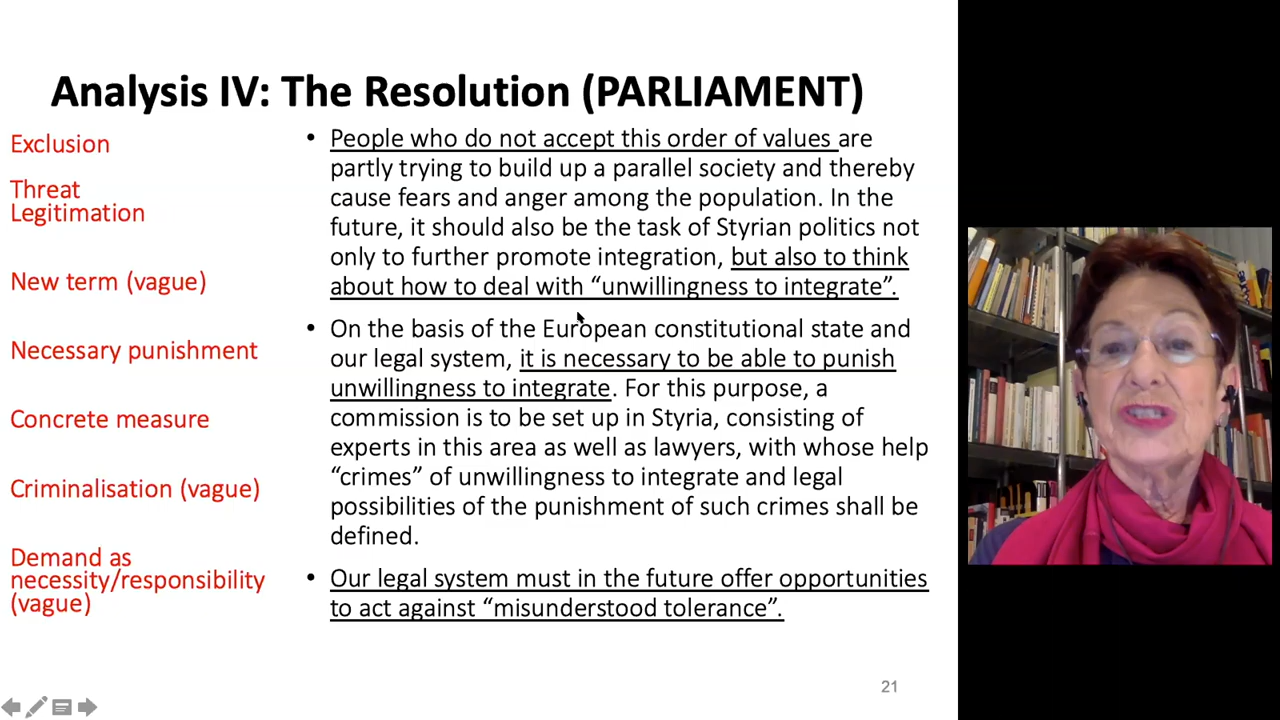 Analysis IV: The Resolution (PARLIAMENT)
Exclusion
Threat
Legitimation
New term (vague)
Necessary punishment
Concrete measure
Criminalisation (vague)
Demand as
necessity/responsibility
(vague)
• People who do not accept this order of values are
partly trying to build up a parallel society and thereby
cause fears and anger among the population. In the
future, it should also be the task of Styrian politics not
only to further promote integration, but also to think
about how to deal with “unwillingness to integrate”.
• On the basis of the European constitutional state and
our legal system, it is necessary to be able to punish
unwillingness to integrate. For this purpose, a
commission is to be set up in Styria, consisting of
experts in this area as well as lawyers, with whose help
“crimes” of unwillingness to integrate and legal
possibilities of the punishment of such crimes shall be
defined.
• Our legal system must in the future offer opportunities
to act against “misunderstood tolerance”.
21